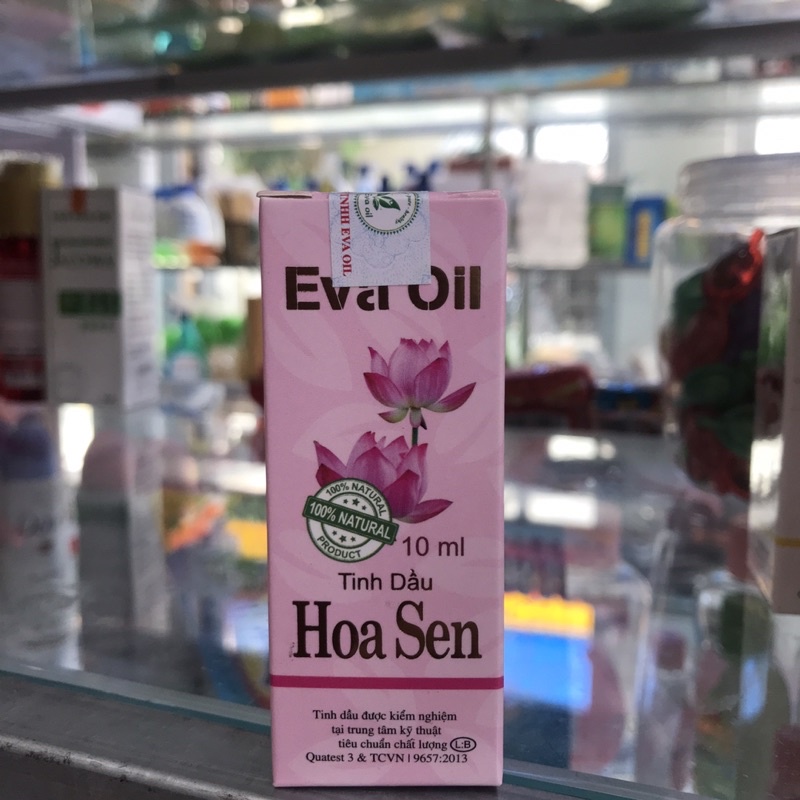 NHH EVA OIL
Eva Oil
100% NATURAL
100% NATURAL
PRODUCT
10 ml
Tinh Dầu
Hoa Sen
Tinh dầu được kiểm nghiệm
tại trung tâm kỹ thuật
tiêu chuẩn chất lượng L:B
Quatest 3 & TCVN | 9657:2013